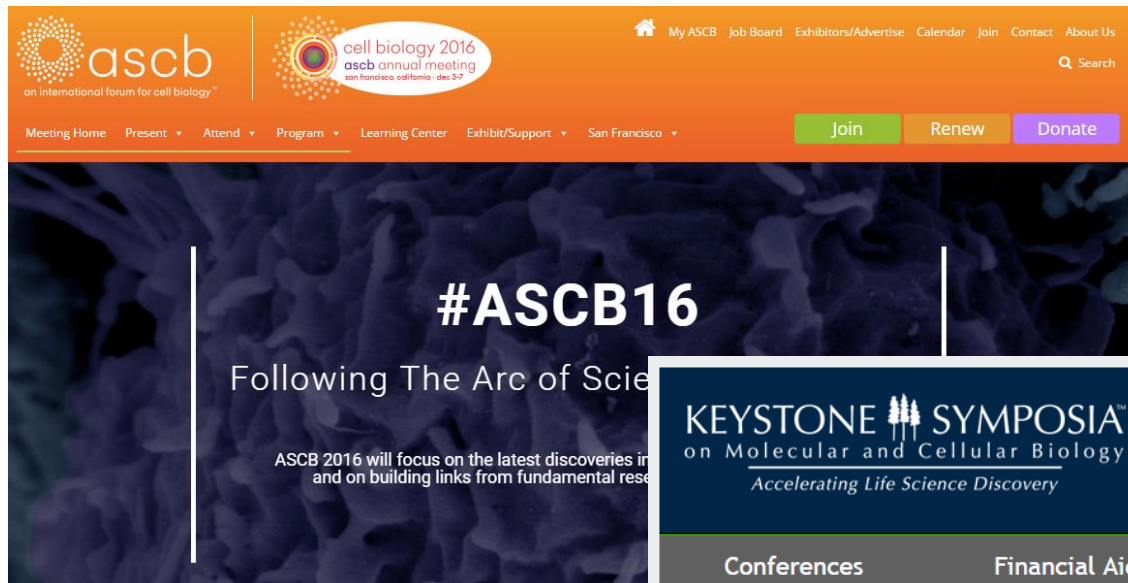 ascb
an international forum for cell biology™
cell biology 2016
ascb annual meeting
san francisco, california · dec 3-7
My ASCB Job Board Exhibitors/Advertise Calendar Join Contact About Us
Search
Meeting Home Present Attend Program Learning Center Exhibit/Support San Francisco
Join Renew Donate
#ASCB16
Following The Arc of Scie
ASCB 2016 will focus on the latest discoveries in
and on building links from fundamental rese
KEYSTONE SYMPOSIA™
on Molecular and Cellular Biology
Accelerating Life Science Discovery
Conferences Financial Aid